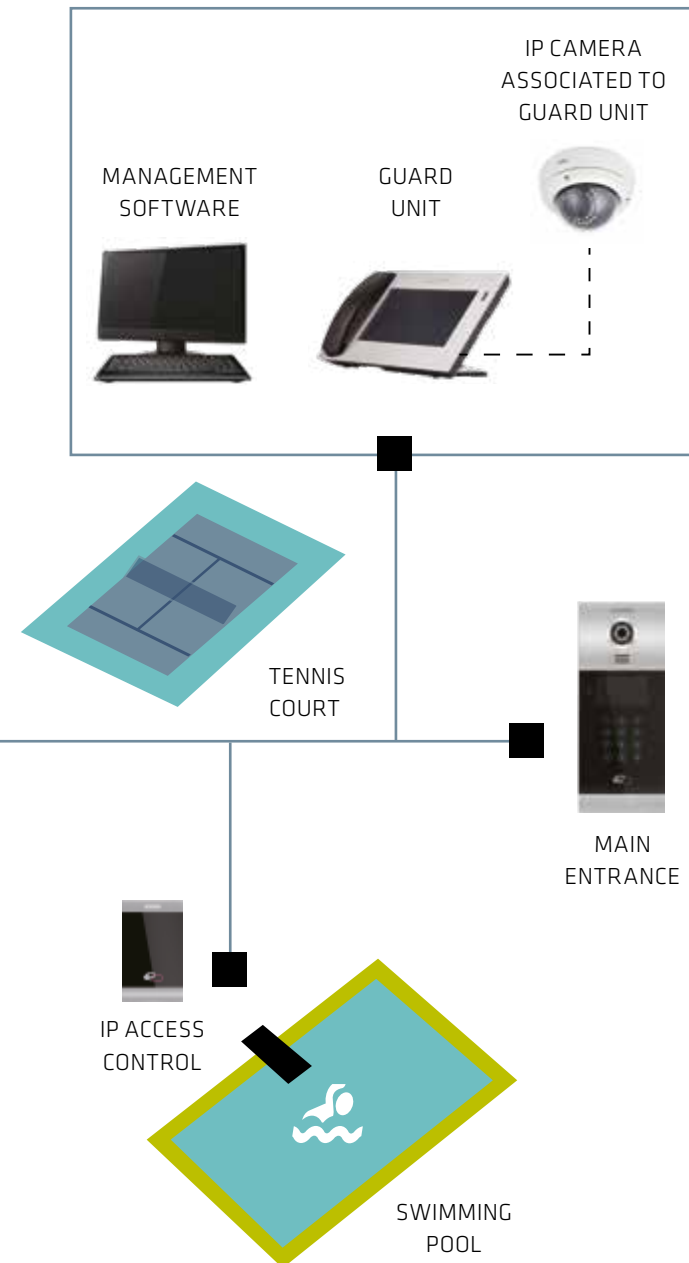 IP CAMERA
ASSOCIATED TO
GUARD UNIT
MANAGEMENT
SOFTWARE
GUARD
UNIT
TENNIS
COURT
MAIN
ENTRANCE
IP ACCESS
CONTROL
SWIMMING
POOL